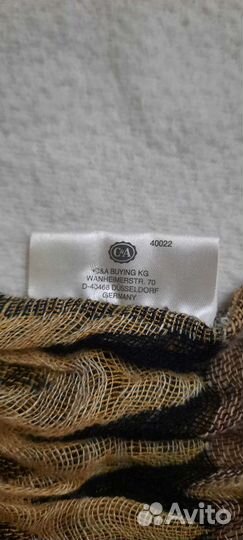 40022
C&A
C&A BUYING KG
WANHEIMERSTR. 70
D-40468 DÜSSELDORF
GERMANY
Avito